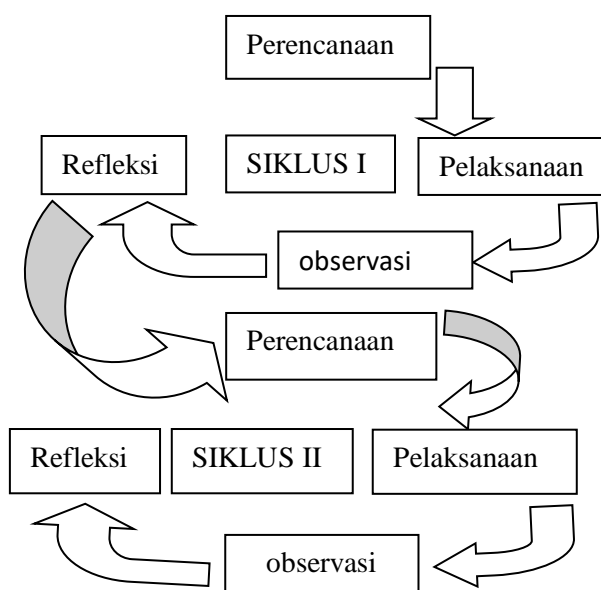 Perencanaan
Refleksi
SIKLUS I
Pelaksanaan
observasi
Perencanaan
Refleksi
SIKLUS II
Pelaksanaan
observasi